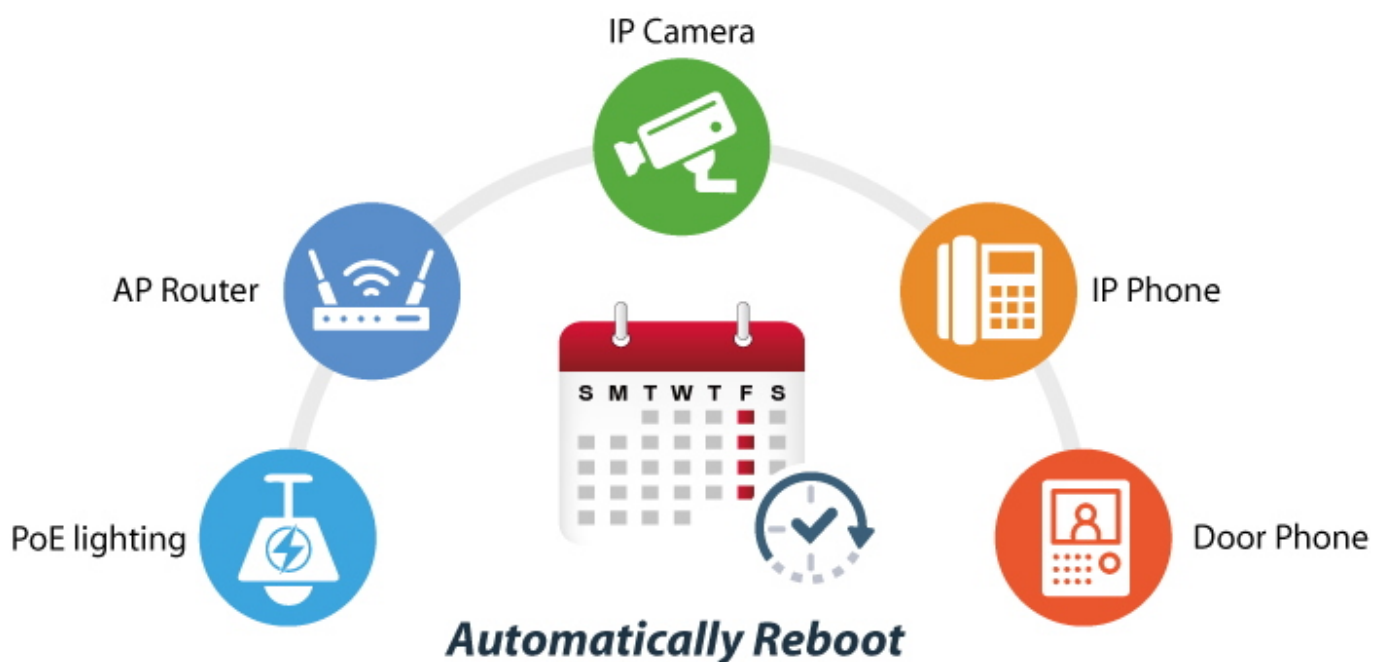 IP Camera
AP Router
IP Phone
S M T W T F S
PoE lighting
Door Phone
Automatically Reboot